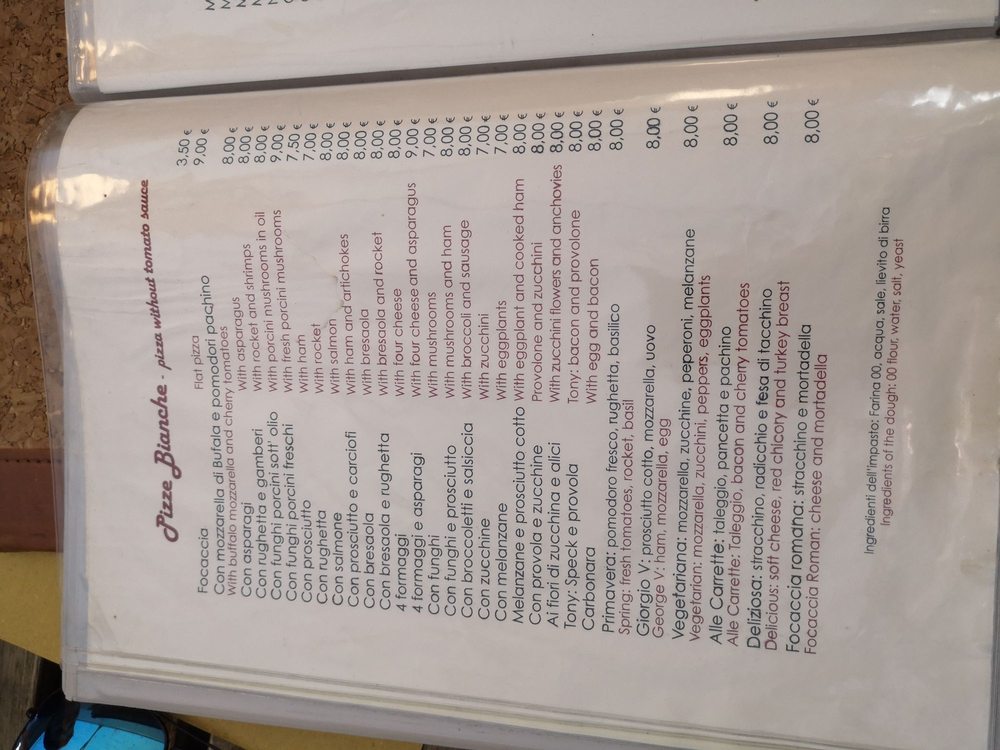 Pizze Bianche - pizza without tomato sauce
Focaccia Flat pizza 3,50 €
Con mozzarella di Bufala e pomodori pachino 9,00 €
With buffalo mozzarella and cherry tomatoes
Con asparagi With asparagus 8,00 €
Con rughetta e gamberi With rocket and shrimps 8,00 €
Con funghi porcini sott' olio With porcini mushrooms in oil 8,00 €
Con funghi porcini freschi With fresh porcini mushrooms 9,00 €
Con prosciutto With ham 7,50 €
Con rughetta With rocket 7,00 €
Con salmone With salmon 8,00 €
Con prosciutto e carciofi With ham and artichokes 8,00 €
Con bresaola With bresaola 8,00 €
Con bresaola e rughetta With bresaola and rocket 8,00 €
4 formaggi With four cheese 8,00 €
4 formaggi e asparagi With four cheese and asparagus 9,00 €
Con funghi With mushrooms 7,00 €
Con funghi e prosciutto With mushrooms and ham 8,00 €
Con broccoletti e salsiccia With broccoli and sausage 8,00 €
Con zucchine With zucchini 7,00 €
Con melanzane With eggplants 7,00 €
Melanzane e prosciutto cotto With eggplant and cooked ham 8,00 €
Con provola e zucchine Provolone and zucchini 8,00 €
Ai fiori di zucchina e alici With zucchini flowers and anchovies 8,00 €
Tony: Speck e provola Tony: bacon and provolone 8,00 €
Carbonara With egg and bacon 8,00 €
Primavera: pomodoro fresco, rughetta, basilico 8,00 €
Spring: fresh tomatoes, rocket, basil
Giorgio V: prosciutto cotto, mozzarella, uovo 8,00 €
George V: ham, mozzarella, egg
Vegetariana: mozzarella, zucchine, peperoni, melanzane 8,00 €
Vegetarian: mozzarella, zucchini, peppers, eggplants
Alle Carrette: taleggio, pancetta e pachino 8,00 €
Alle Carrette: Taleggio, bacon and cherry tomatoes
Deliziosa: stracchino, radicchio e fesa di tacchino 8,00 €
Delicious: soft cheese, red chicory and turkey breast
Focaccia romatna: stracchino e mortadella 8,00 €
Focaccia Roman: cheese and mortadella
Ingredienti dell'impasto: Farina 00, acqua, sale, lievito di birra
Ingredients of the dough: 00 flour, water, salt, yeast